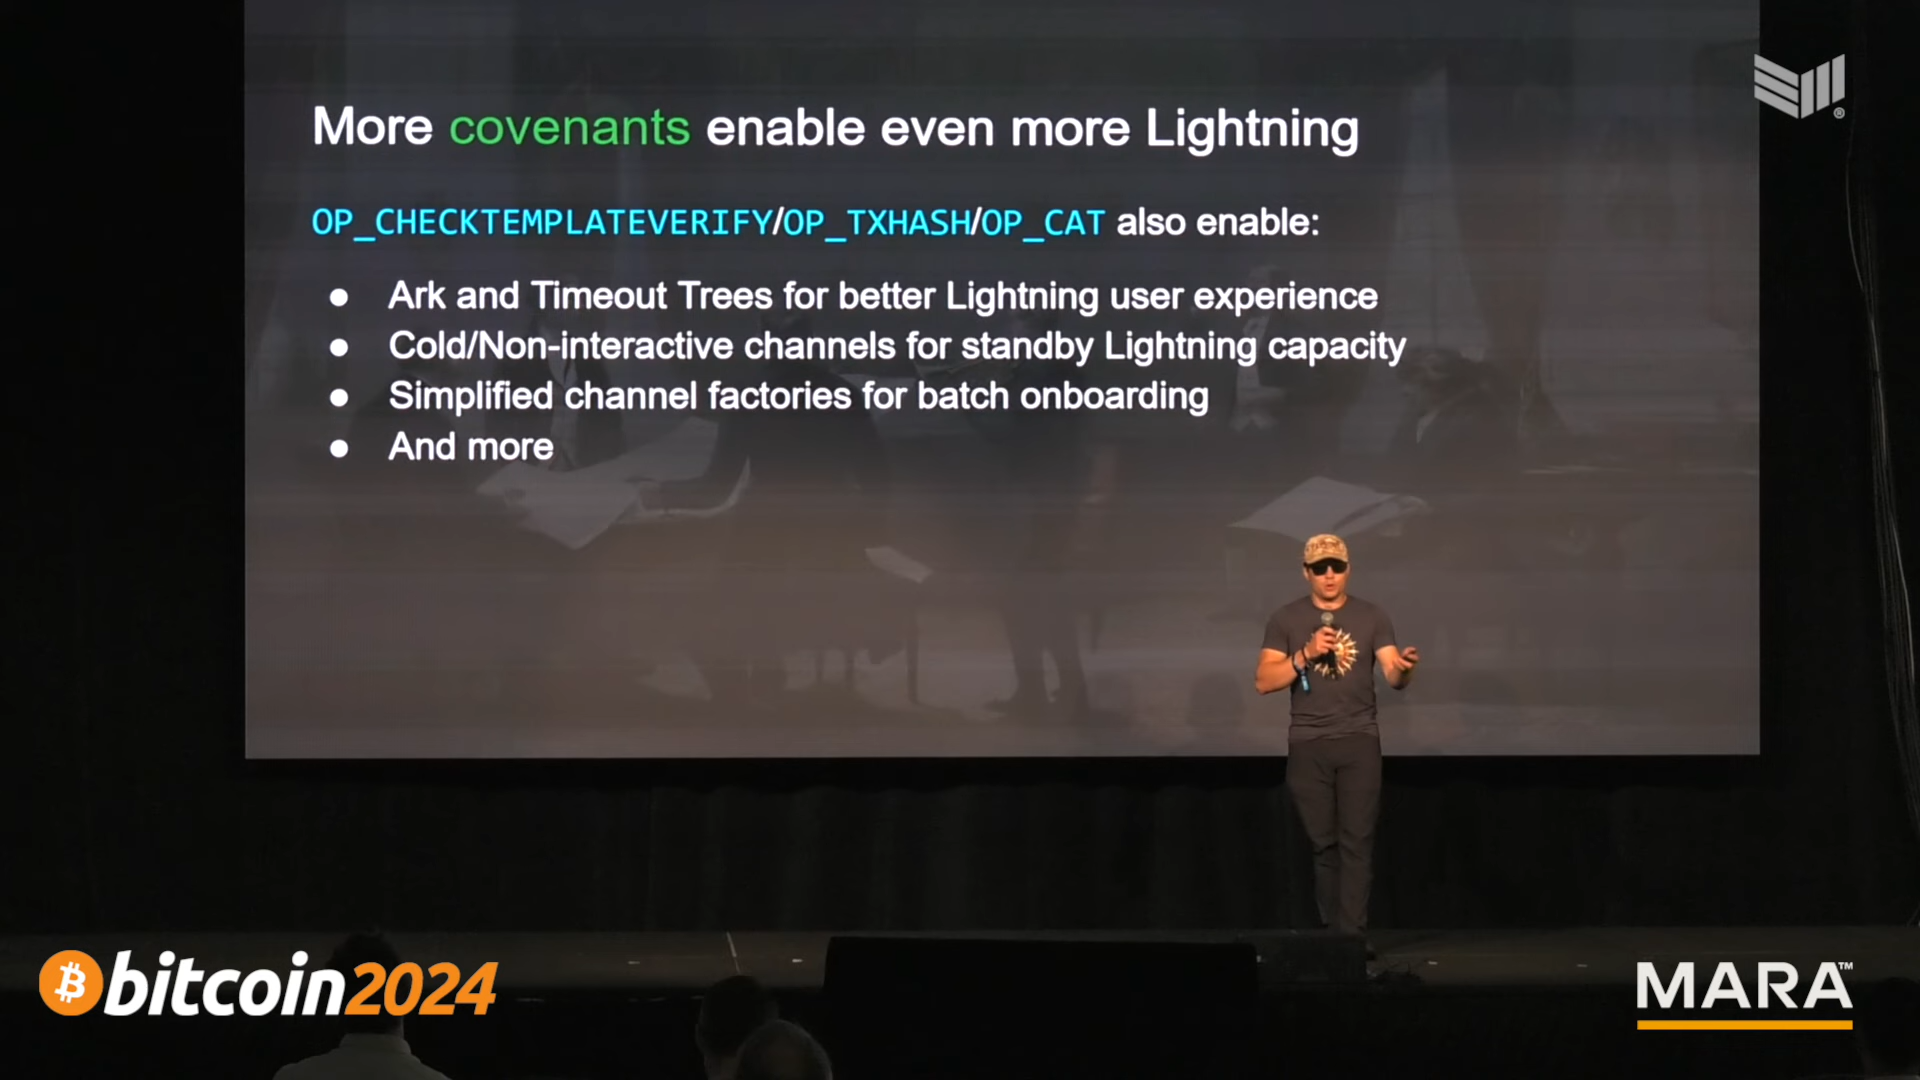 More covenants enable even more Lightning
OP_CHECKTEMPLATEVERIFY/OP_TXHASH/OP_CAT also enable:
● Ark and Timeout Trees for better Lightning user experience
● Cold/Non-interactive channels for standby Lightning capacity
● Simplified channel factories for batch onboarding
● And more
bitcoin2024
MARA™